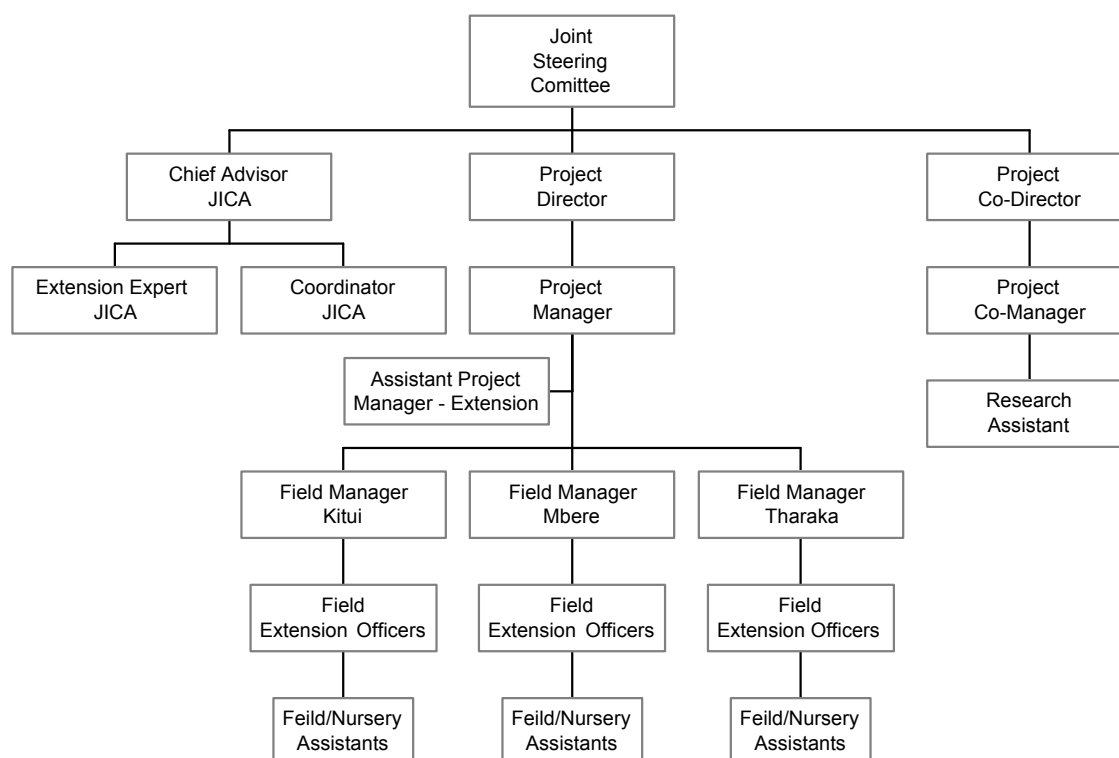 Joint
Steering
Comittee
Chief Advisor
JICA
Project
Director
Project
Co-Director
Extension Expert
JICA
Coordinator
JICA
Project
Manager
Project
Co-Manager
Assistant Project
Manager - Extension
Research
Assistant
Field Manager
Kitui
Field Manager
Mbere
Field Manager
Tharaka
Field
Extension Officers
Field
Extension Officers
Field
Extension Officers
Feild/Nursery
Assistants
Feild/Nursery
Assistants
Feild/Nursery
Assistants